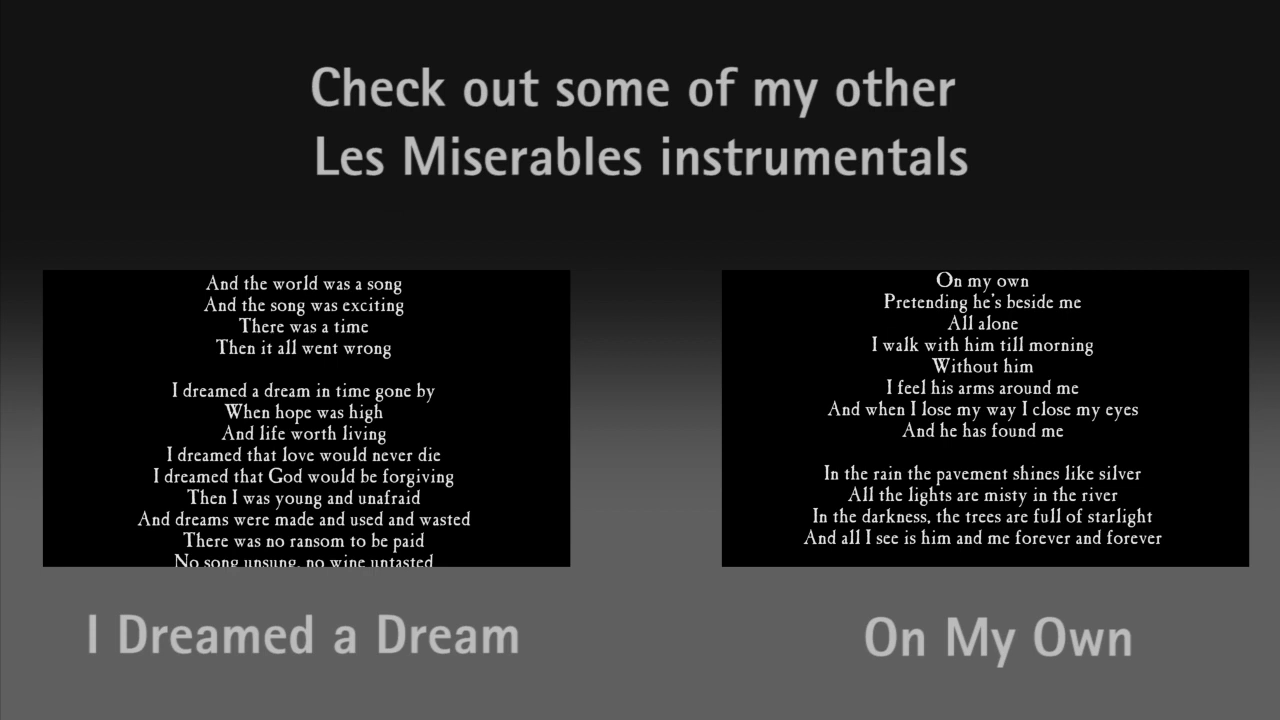 Check out some of my other
Les Miserables instrumentals
And the world was a song
And the song was exciting
There was a time
Then it all went wrong
I dreamed a dream in time gone by
When hope was high
And life worth living
I dreamed that love would never die
I dreamed that God would be forgiving
Then I was young and unafraid
And dreams were made and used and wasted
There was no ransom to be paid
No song unsung, no wine untasted
I Dreamed a Dream
On my own
Pretending he's beside me
All alone
I walk with him till morning
Without him
I feel his arms around me
And when I lose my way I close my eyes
And he has found me
In the rain the pavement shines like silver
All the lights are misty in the river
In the darkness, the trees are full of starlight
And all I see is him and me forever and forever
On My Own